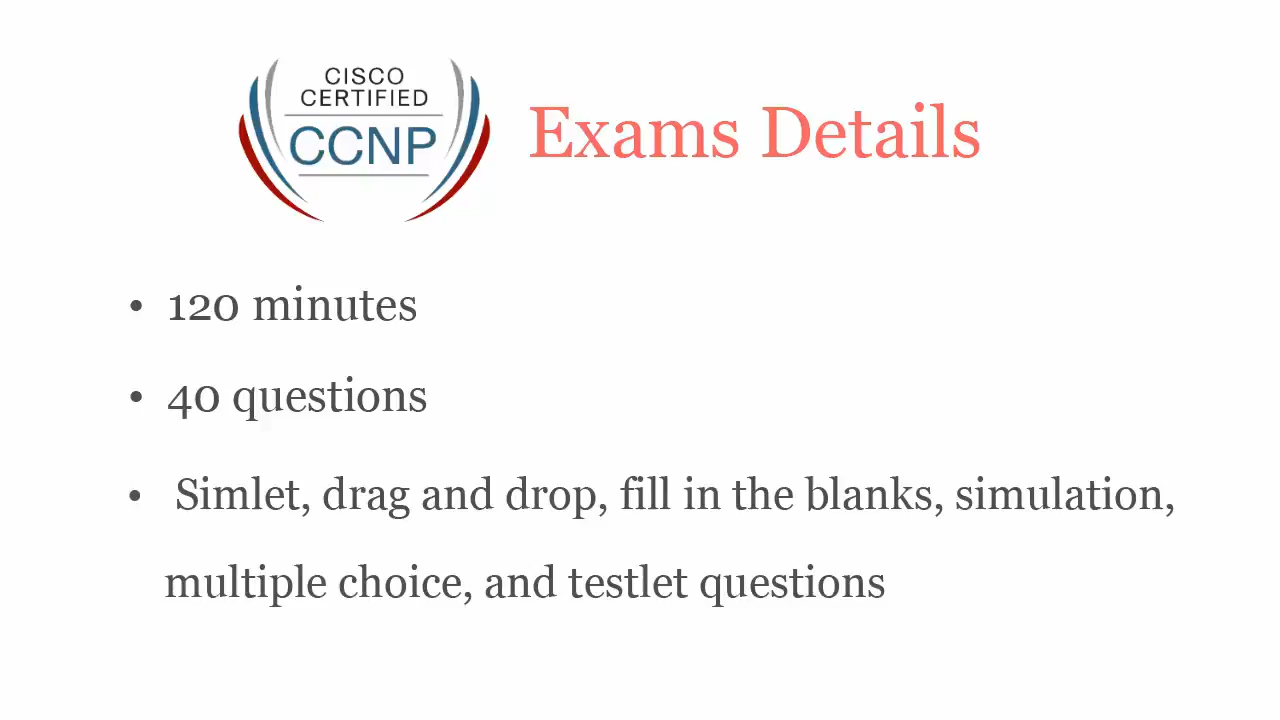 CISCO
CERTIFIED
CCNP
Exams Details
• 120 minutes
• 40 questions
• Simlet, drag and drop, fill in the blanks, simulation,
multiple choice, and testlet questions